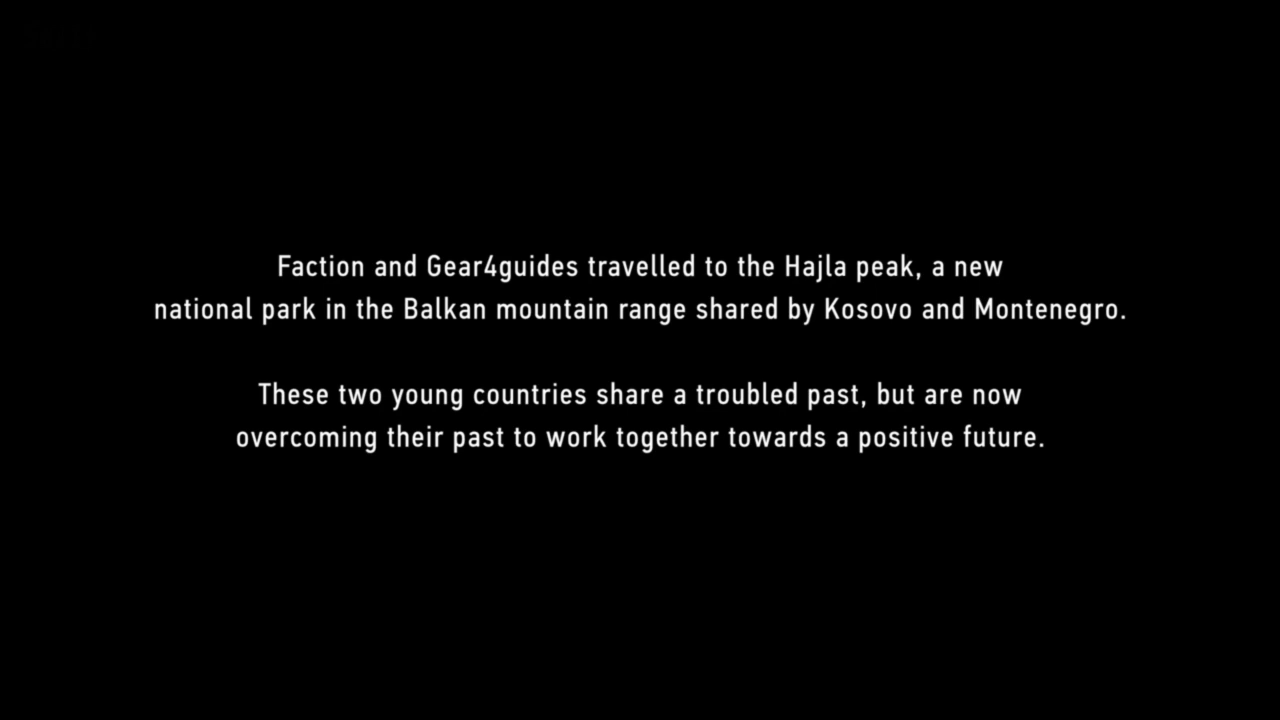 Faction and Gear4guides travelled to the Hajla peak, a new
national park in the Balkan mountain range shared by Kosovo and Montenegro.
These two young countries share a troubled past, but are now
overcoming their past to work together towards a positive future.